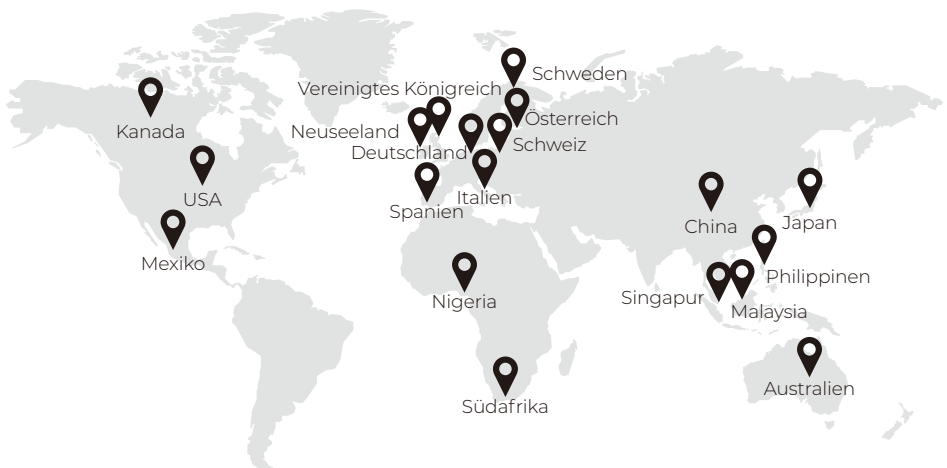 Schweden
Vereinigtes Königreich
Kanada
Neuseeland
Österreich
Deutschland
Schweiz
USA
Italien
Spanien
China
Japan
Mexiko
Philippinen
Nigeria
Singapur
Malaysia
Australien
Südafrika